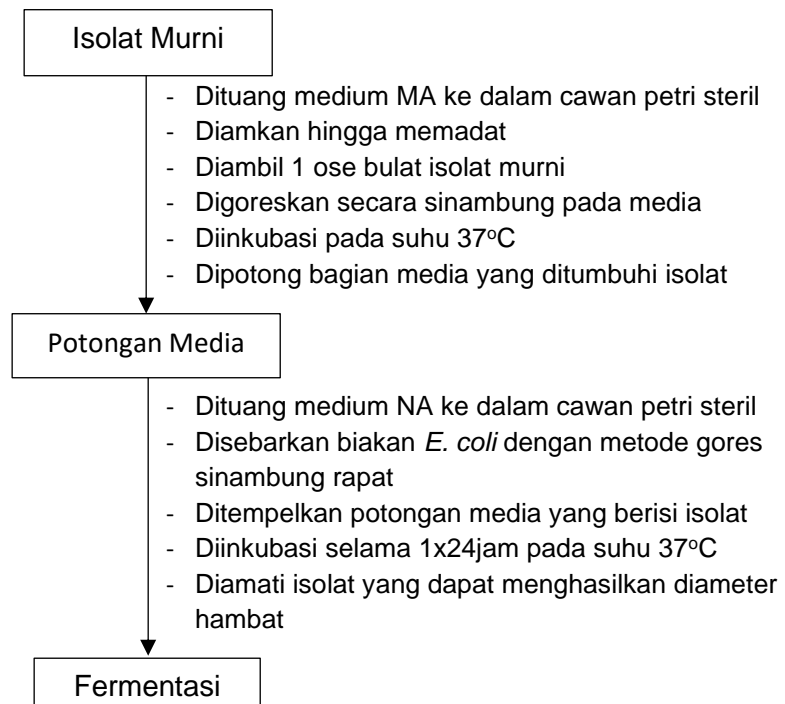 Isolat Murni
- Dituang medium MA ke dalam cawan petri steril
- Diamkan hingga memadat
- Diambil 1 ose bulat isolat murni
- Digoreskan secara sinambung pada media
- Diinkubasi pada suhu 37ºC
- Dipotong bagian media yang ditumbuhi isolat
Potongan Media
- Dituang medium NA ke dalam cawan petri steril
- Disebarkan biakan E. coli dengan metode gores
sinambung rapat
- Ditempelkan potongan media yang berisi isolat
- Diinkubasi selama 1x24jam pada suhu 37ºC
- Diamati isolat yang dapat menghasilkan diameter
hambat
Fermentasi